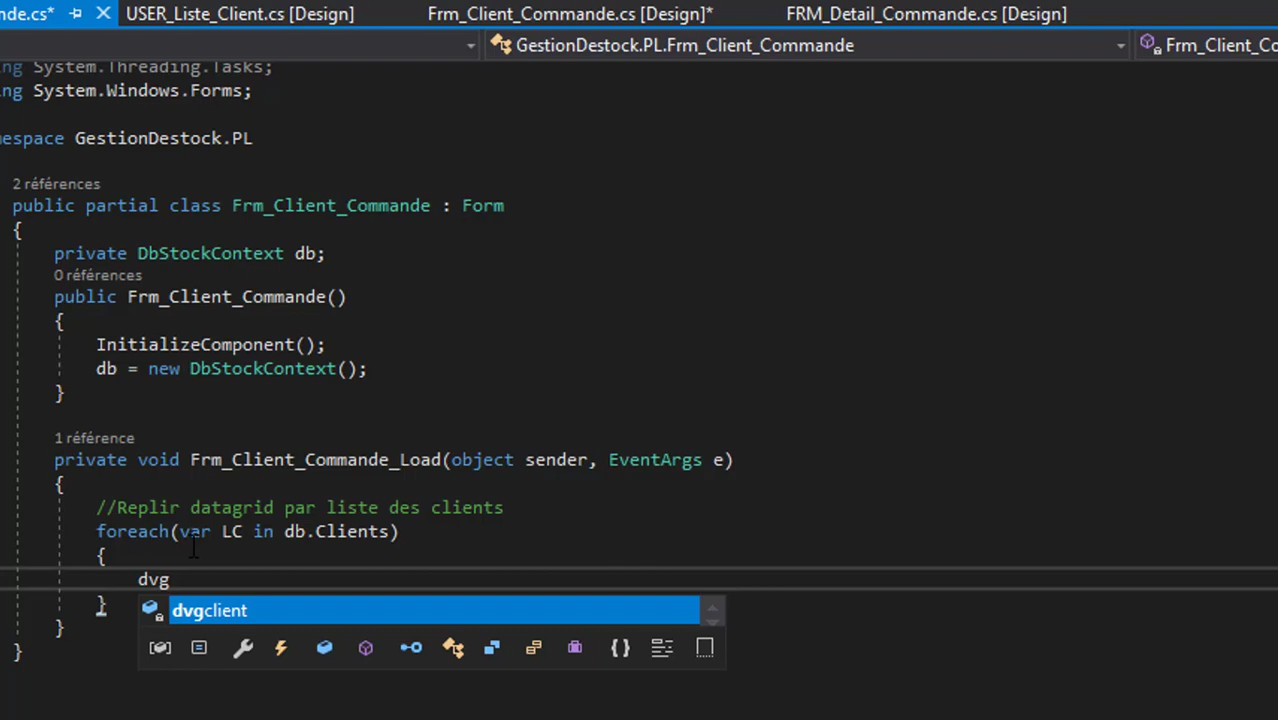 nde.cs* USER_Liste_Client.cs [Design] Frm_Client_Commande.cs [Design]* FRM_Detail_Commande.cs [Design]
GestionDestock.PL.Frm_Client_Commande Frm_Client_Co
ng System.Threading.Tasks;
ng System.Windows.Forms;
mespace GestionDestock.PL
2 références
public partial class Frm_Client_Commande : Form
{
private DbStockContext db;
0 références
public Frm_Client_Commande()
{
InitializeComponent();
db = new DbStockContext();
}
1 référence
private void Frm_Client_Commande_Load(object sender, EventArgs e)
{
//Replir datagrid par liste des clients
foreach(var LC in db.Clients)
{
dvg
}
dvgclient
}
}